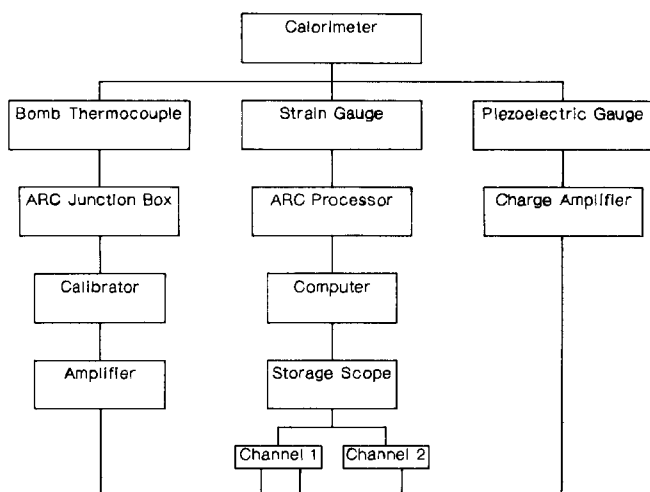 Calorimeter
Bomb Thermocouple
Strain Gauge
Piezoelectric Gauge
ARC Junction Box
ARC Processor
Charge Amplifier
Calibrator
Computer
Amplifier
Storage Scope
Channel 1
Channel 2